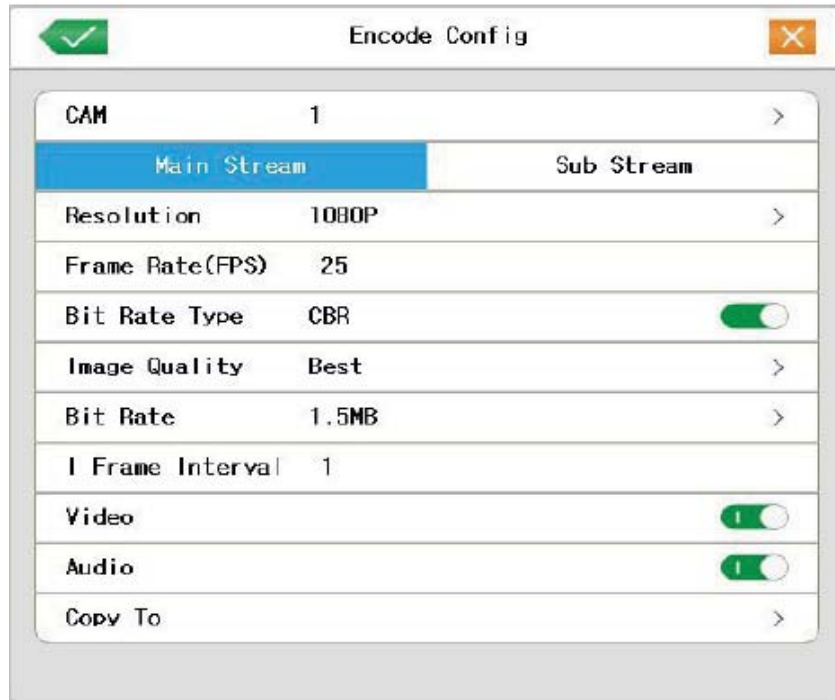 Encode Config
CAM 1 >
Main Stream Sub Stream
Resolution 1080P >
Frame Rate(FPS) 25
Bit Rate Type CBR
Image Quality Best >
Bit Rate 1.5MB >
I Frame Interval 1
Video
Audio
Copy To >